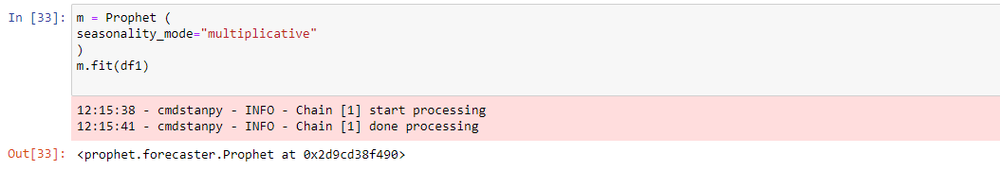 In [33]: m = Prophet (
seasonality_mode="multiplicative"
)
m.fit(df1)
12:15:38 - cmdstanpy - INFO - Chain [1] start processing
12:15:41 - cmdstanpy - INFO - Chain [1] done processing
Out[33]: <prophet.forecaster.Prophet at 0x2d9cd38f490>